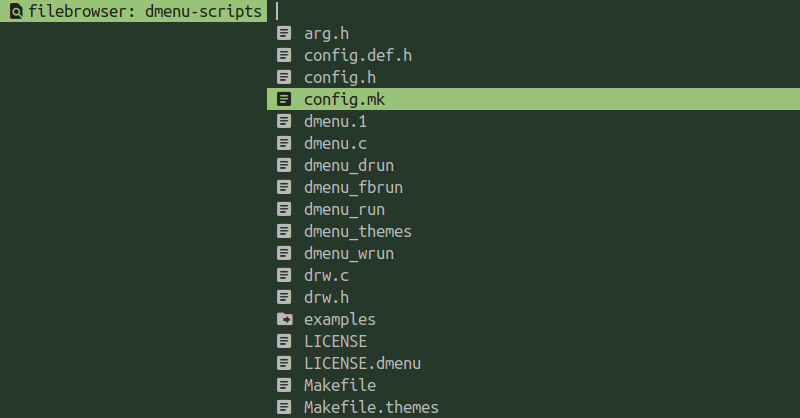 filebrowser: dmenu-scripts
arg.h
config.def.h
config.h
config.mk
dmenu.1
dmenu.c
dmenu_drun
dmenu_fbrun
dmenu_run
dmenu_themes
dmenu_wrun
drw.c
drw.h
examples
LICENSE
LICENSE.dmenu
Makefile
Makefile.themes